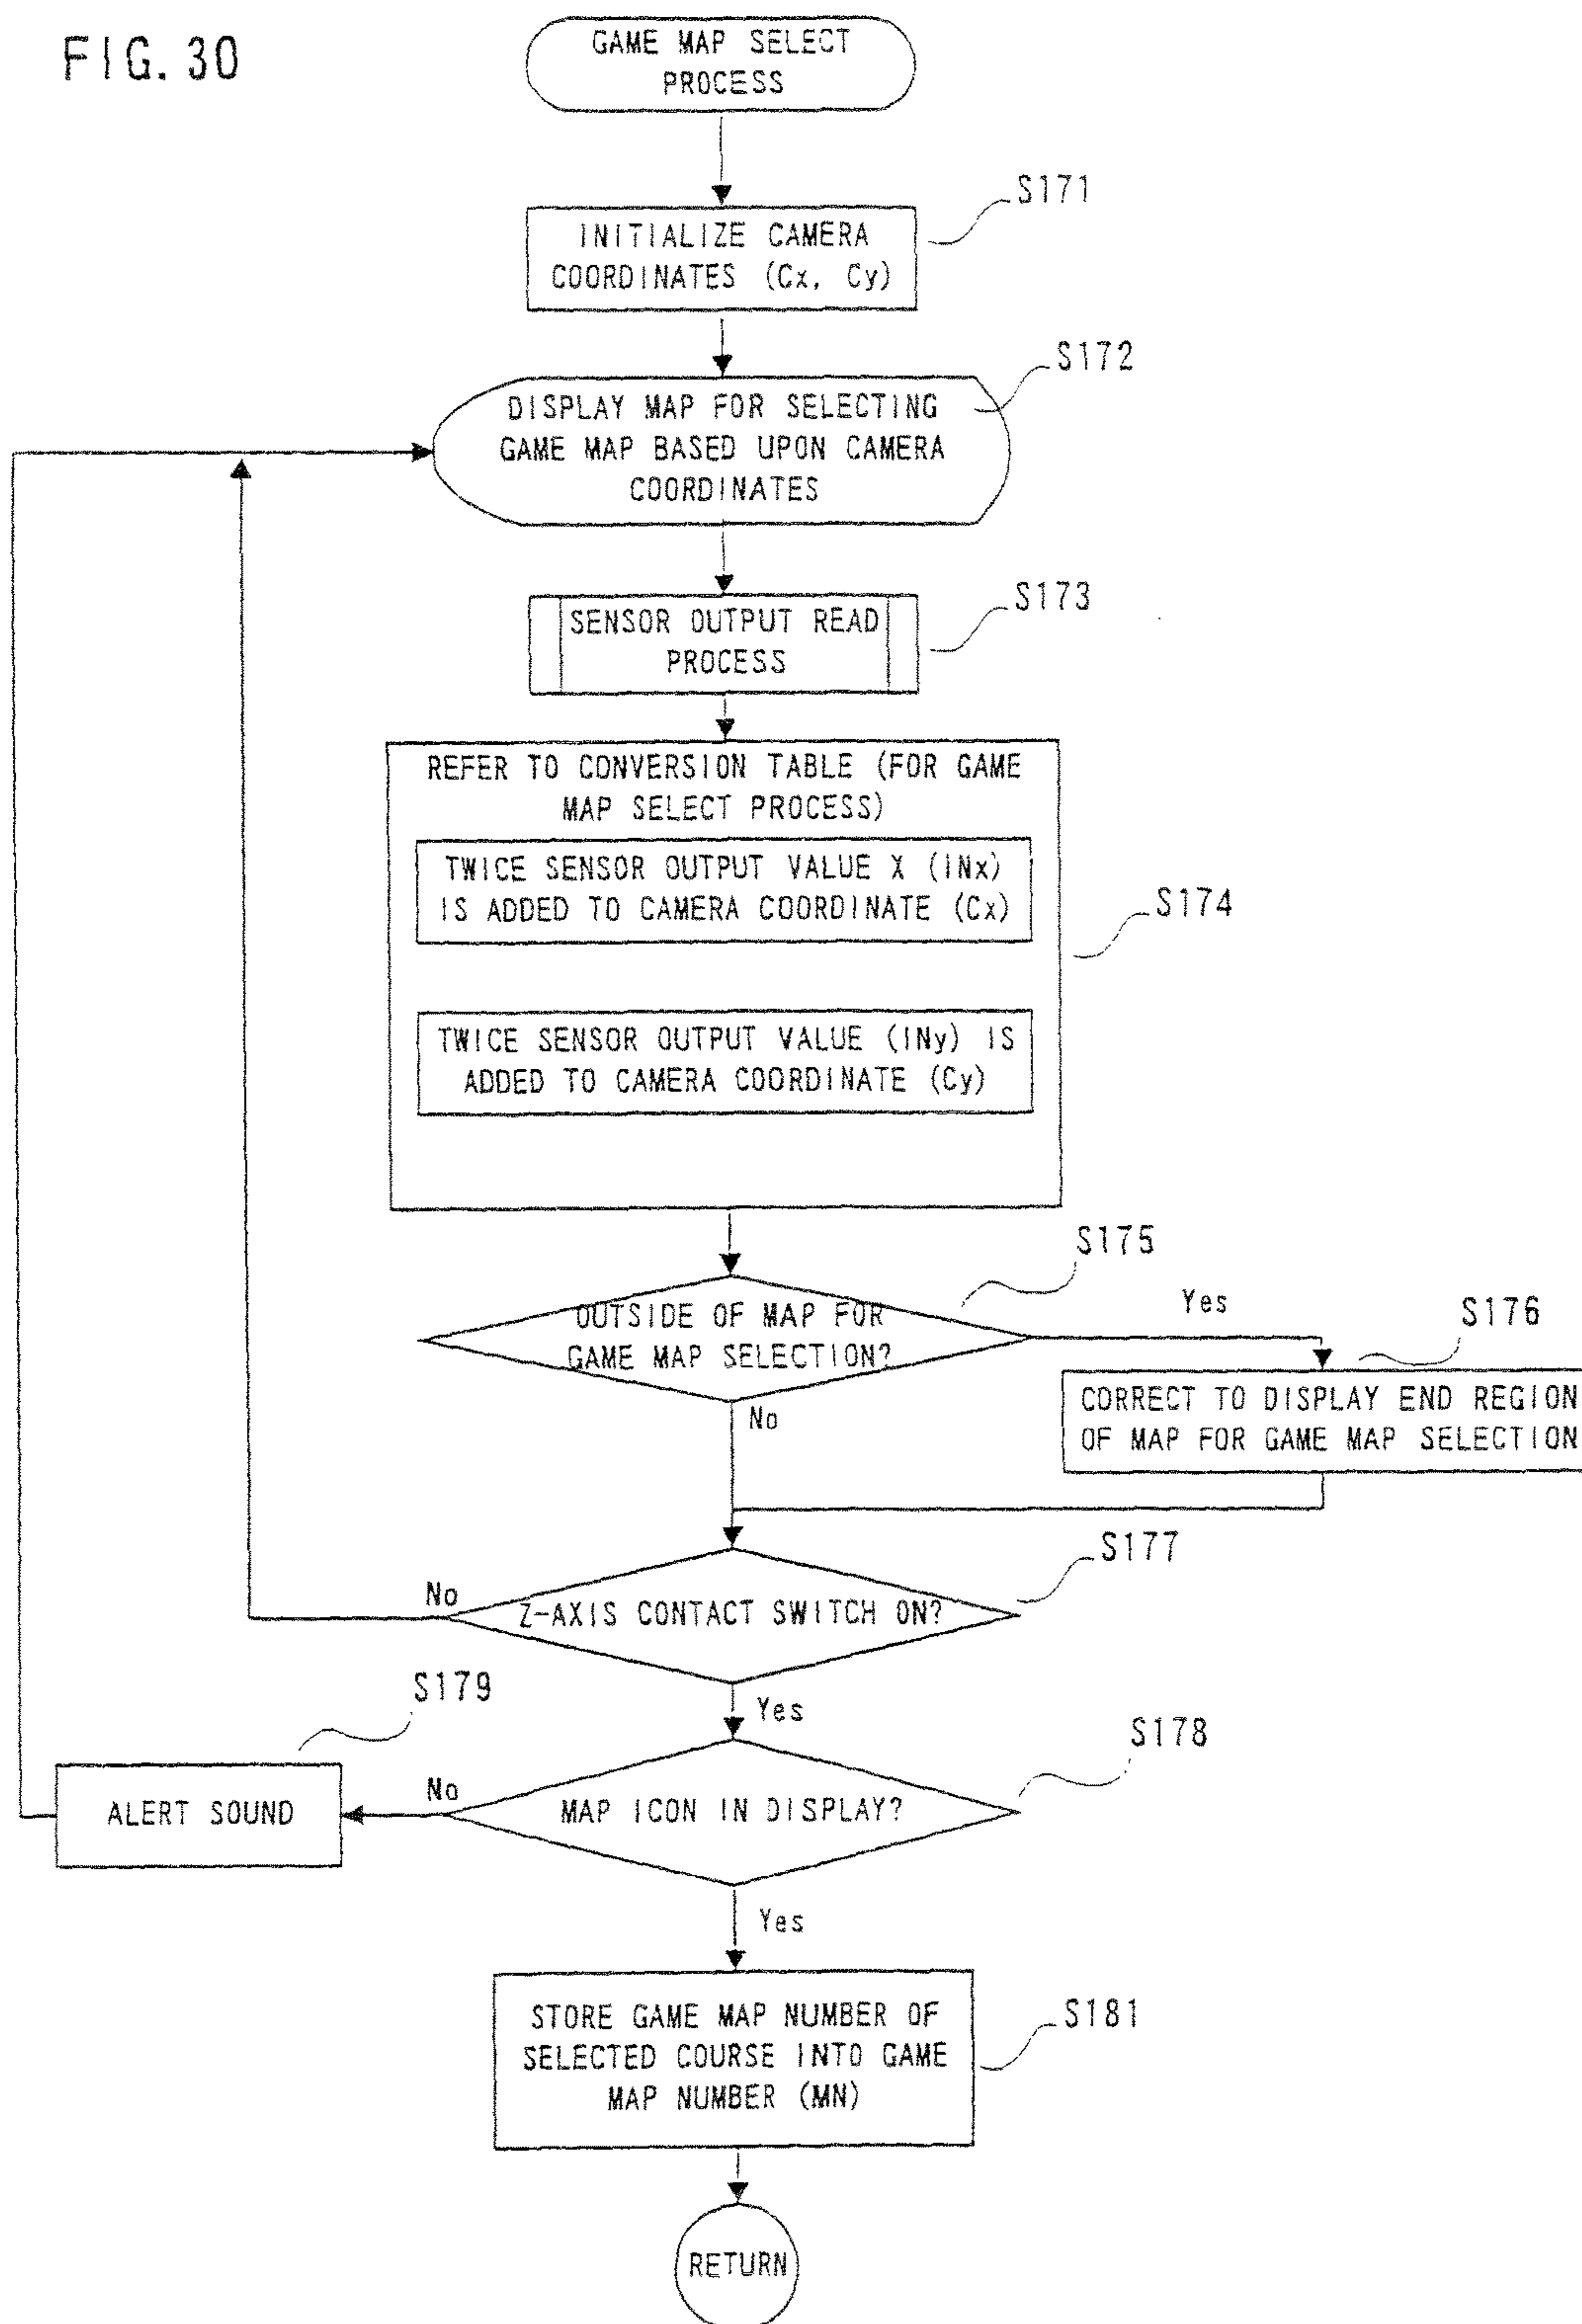 FIG. 30
GAME MAP SELECT
PROCESS
S171
INITIALIZE CAMERA
COORDINATES (Cx, Cy)
S172
DISPLAY MAP FOR SELECTING
GAME MAP BASED UPON CAMERA
COORDINATES
S173
SENSOR OUTPUT READ
PROCESS
REFER TO CONVERSION TABLE (FOR GAME
MAP SELECT PROCESS)
TWICE SENSOR OUTPUT VALUE X (INx)
IS ADDED TO CAMERA COORDINATE (Cx)
S174
TWICE SENSOR OUTPUT VALUE (INy) IS
ADDED TO CAMERA COORDINATE (Cy)
S175
OUTSIDE OF MAP FOR
GAME MAP SELECTION?
Yes
S176
CORRECT TO DISPLAY END REGION
OF MAP FOR GAME MAP SELECTION
No
S177
Z-AXIS CONTACT SWITCH ON?
No
Yes
S179
S178
MAP ICON IN DISPLAY?
No
ALERT SOUND
Yes
STORE GAME MAP NUMBER OF
SELECTED COURSE INTO GAME
MAP NUMBER (MN)
S181
RETURN